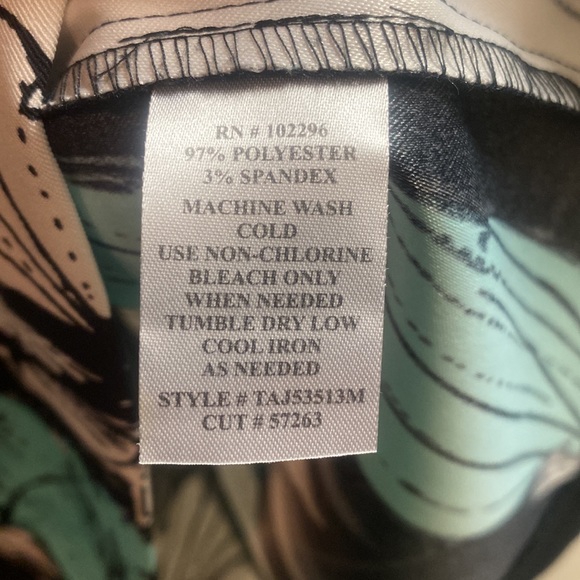 RN # 102296
97% POLYESTER
3% SPANDEX
MACHINE WASH
COLD
USE NON-CHLORINE
BLEACH ONLY
WHEN NEEDED
TUMBLE DRY LOW
COOL IRON
AS NEEDED
STYLE # TAJ53513M
CUT # 57263